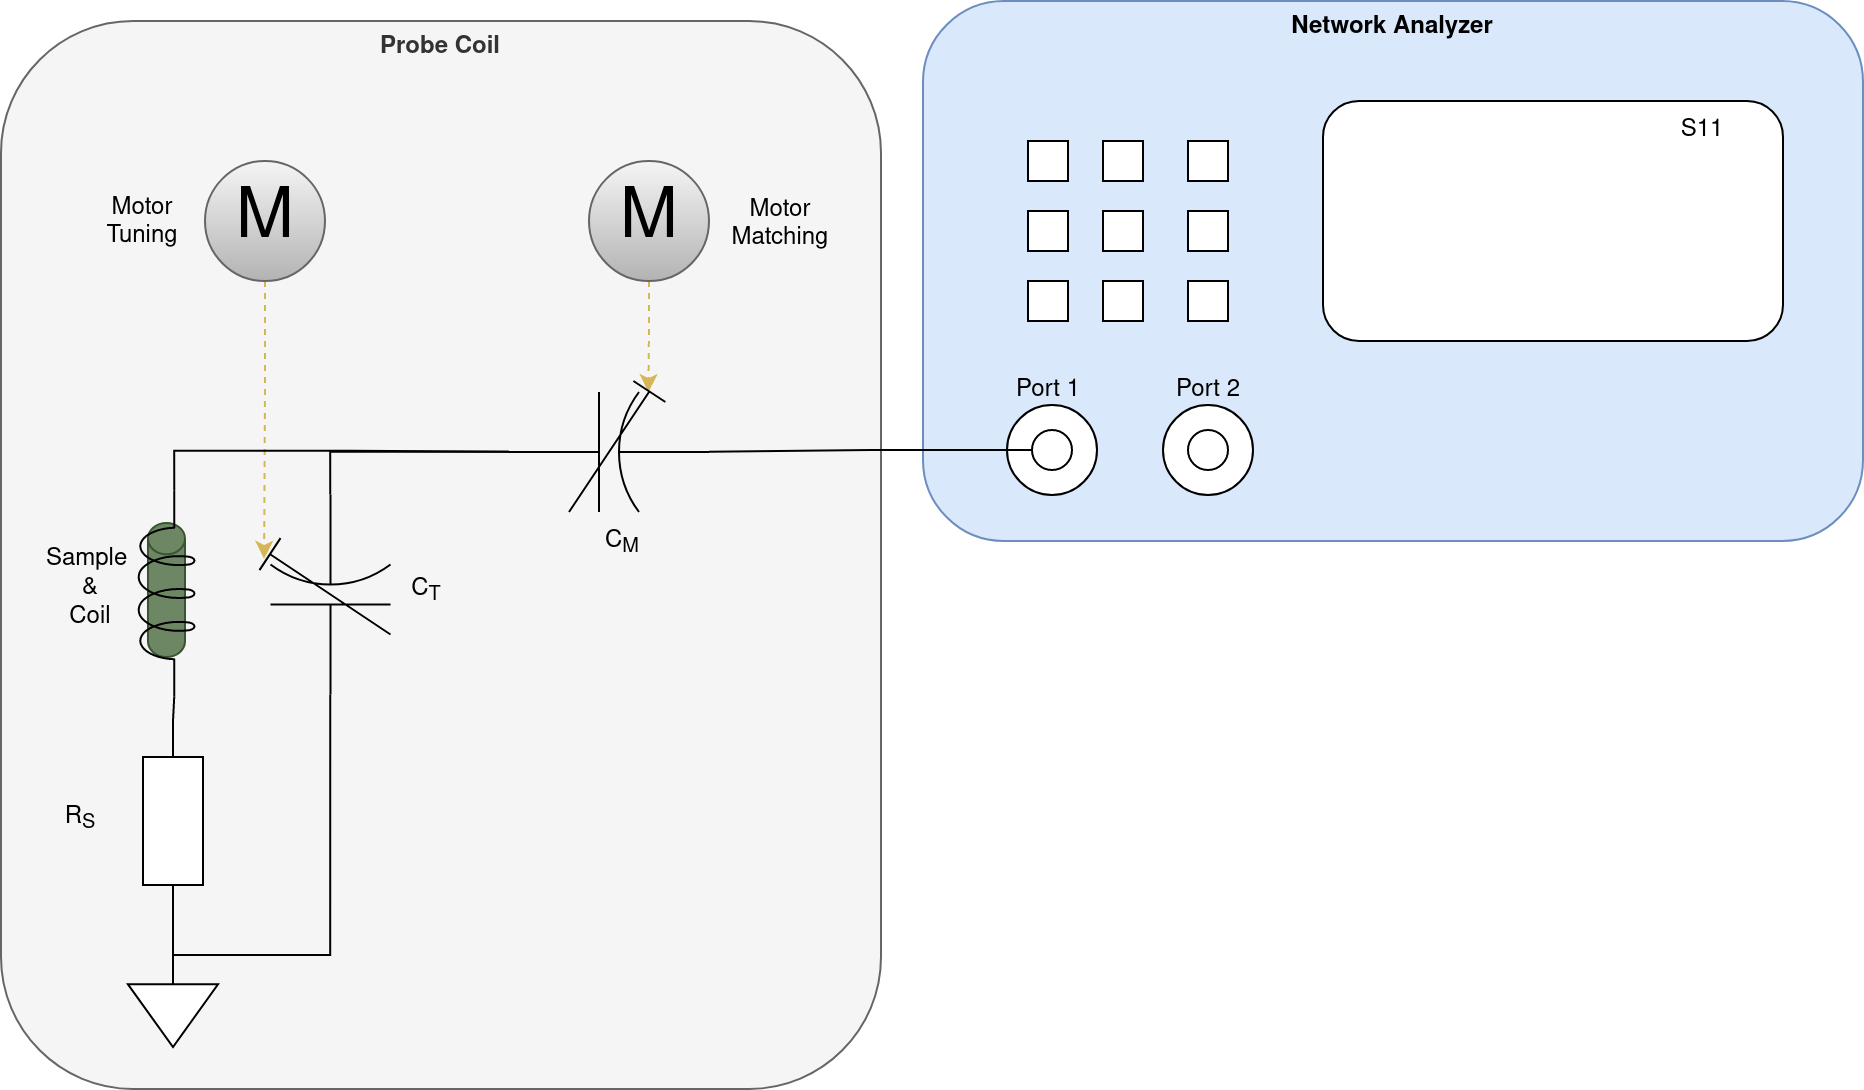 Probe Coil
Network Analyzer
S11
Motor
Tuning
M
M
Motor
Matching
Port 1
Port 2
Sample
&
Coil
C_T
C_M
R_S